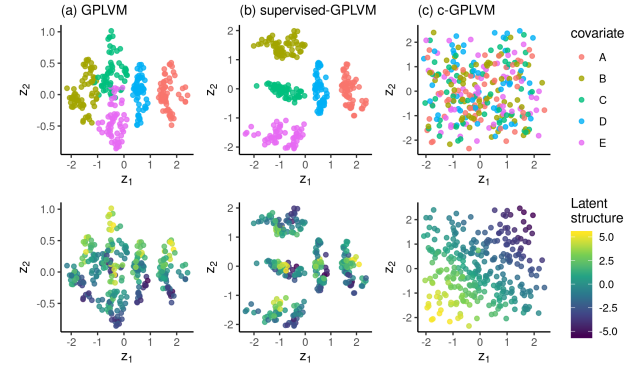 (a) GPLVM (b) supervised-GPLVM (c) c-GPLVM
covariate
A
B
C
D
E
1.0
0.5
0.0
-0.5
z2
-2 -1 0 1 2
z1
2
1
0
-1
-2
z2
-2 -1 0 1 2
z1
2
1
0
-1
-2
z2
-2 -1 0 1 2
z1
1.0
0.5
0.0
-0.5
z2
-2 -1 0 1 2
z1
2
1
0
-1
-2
z2
-2 -1 0 1 2
z1
2
1
0
-1
-2
z2
-2 -1 0 1 2
z1
Latent
structure
5.0
2.5
0.0
-2.5
-5.0